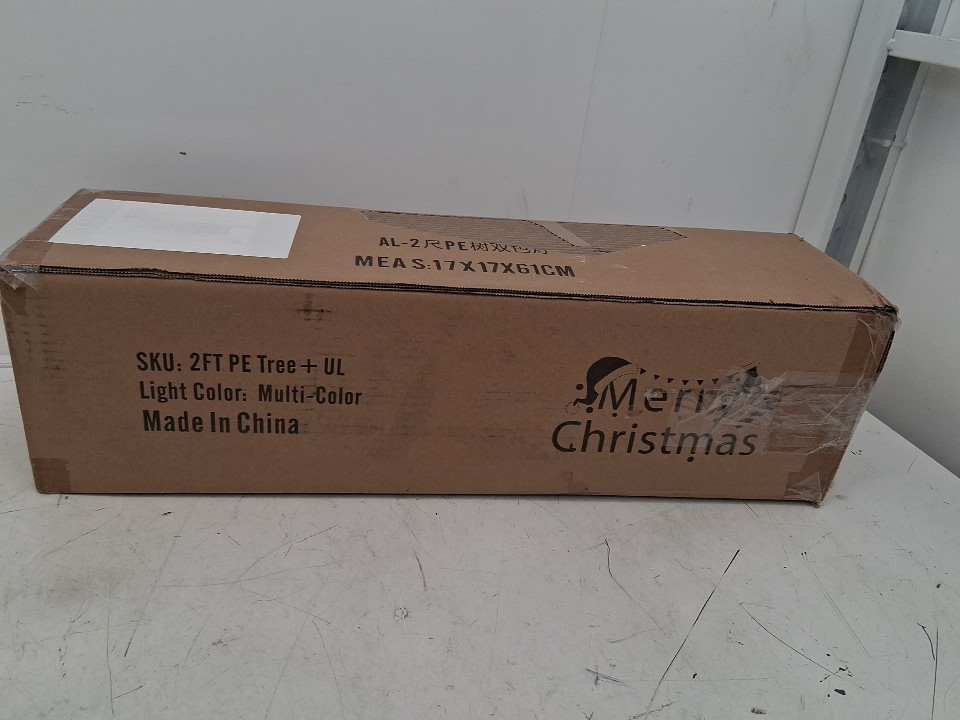 AL-2尺PE树双色灯
MEAS:17X17X61CM
SKU: 2FT PE Tree+UL
Light Color: Multi-Color
Made In China
Merry
Christmas